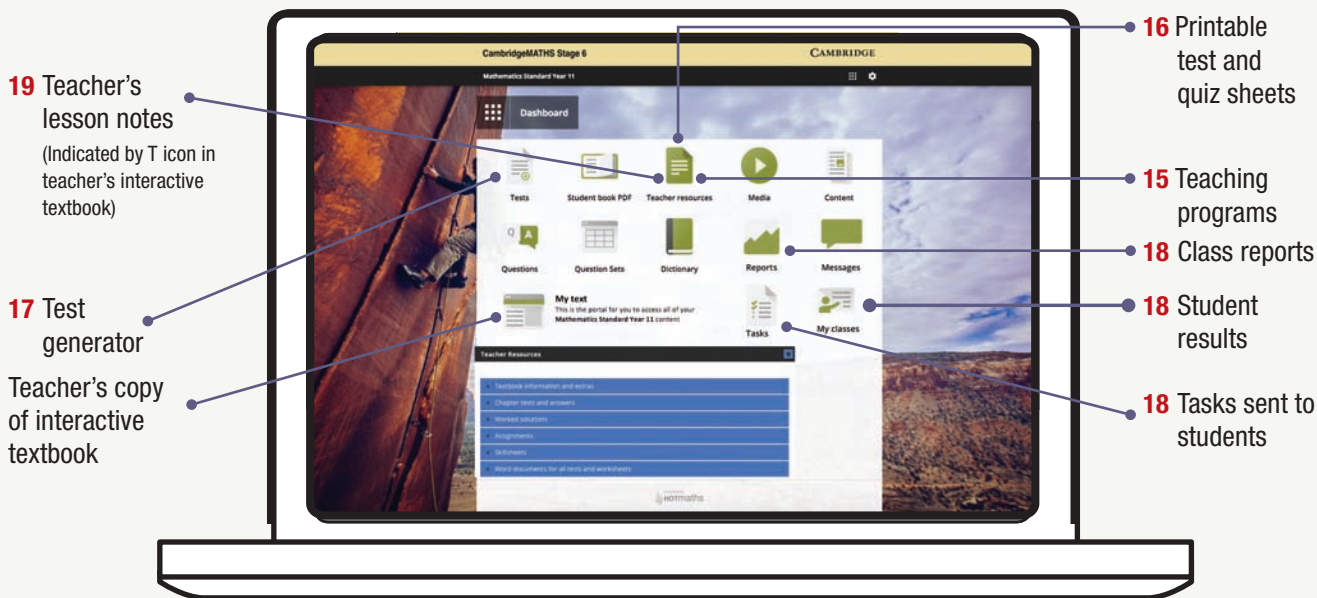 19 Teacher's
lesson notes
(Indicated by T icon in
teacher's interactive
textbook)
17 Test
generator
Teacher's copy
of interactive
textbook
CambridgeMATHS Stage 6
CAMBRIDGE
Mathematics Standard Year 11
Dashboard
Tests
Student book PDF
Teacher resources
Media
Content
Q A
Questions
Question Sets
Dictionary
Reports
Messages
My text
This is the portal for you to access all of your
Mathematics Standard Year 11 content
Tasks
My classes
Teacher Resources
Textbook information and extras
Chapter tests and answers
Worked solutions
Assignments
Skillsheets
Word documents for all tests and worksheets
HOTmaths
16 Printable
test and
quiz sheets
15 Teaching
programs
18 Class reports
18 Student
results
18 Tasks sent to
students